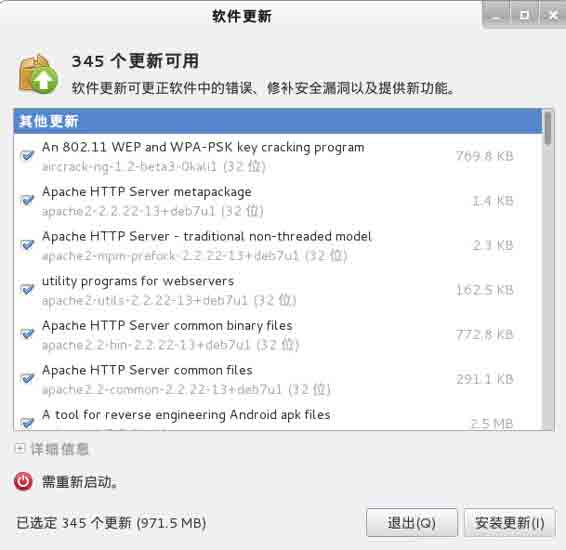 软件更新
345 个更新可用
软件更新可更正软件中的错误、修补安全漏洞以及提供新功能。
其他更新
An 802.11 WEP and WPA-PSK key cracking program
aircrack-ng-1.2-beta3-0kali1 (32 位)
769.8 KB
Apache HTTP Server metapackage
apache2-2.2.22-13+deb7u1 (32 位)
1.4 KB
Apache HTTP Server - traditional non-threaded model
apache2-mpm-prefork-2.2.22-13+deb7u1 (32 位)
2.3 KB
utility programs for webservers
apache2-utils-2.2.22-13+deb7u1 (32 位)
162.5 KB
Apache HTTP Server common binary files
apache2.2-bin-2.2.22-13+deb7u1 (32 位)
772.8 KB
Apache HTTP Server common files
apache2.2-common-2.2.22-13+deb7u1 (32 位)
291.1 KB
A tool for reverse engineering Android apk files
2.5 MB
详细信息
需重新启动。
已选定 345 个更新 (971.5 MB)
退出(Q)
安装更新(I)